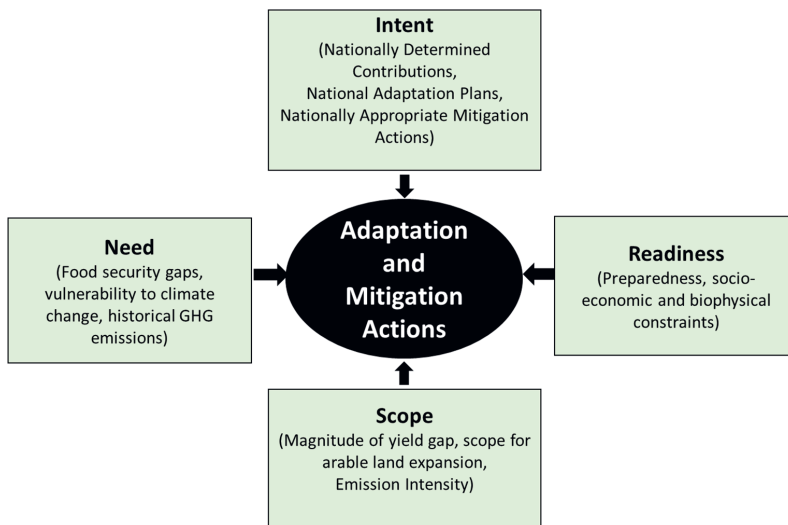 Intent
(Nationally Determined
Contributions,
National Adaptation Plans,
Nationally Appropriate Mitigation
Actions)
Need
(Food security gaps,
vulnerability to climate
change, historical GHG
emissions)
Adaptation
and
Mitigation
Actions
Readiness
(Preparedness, socio-
economic and biophysical
constraints)
Scope
(Magnitude of yield gap, scope for
arable land expansion,
Emission Intensity)